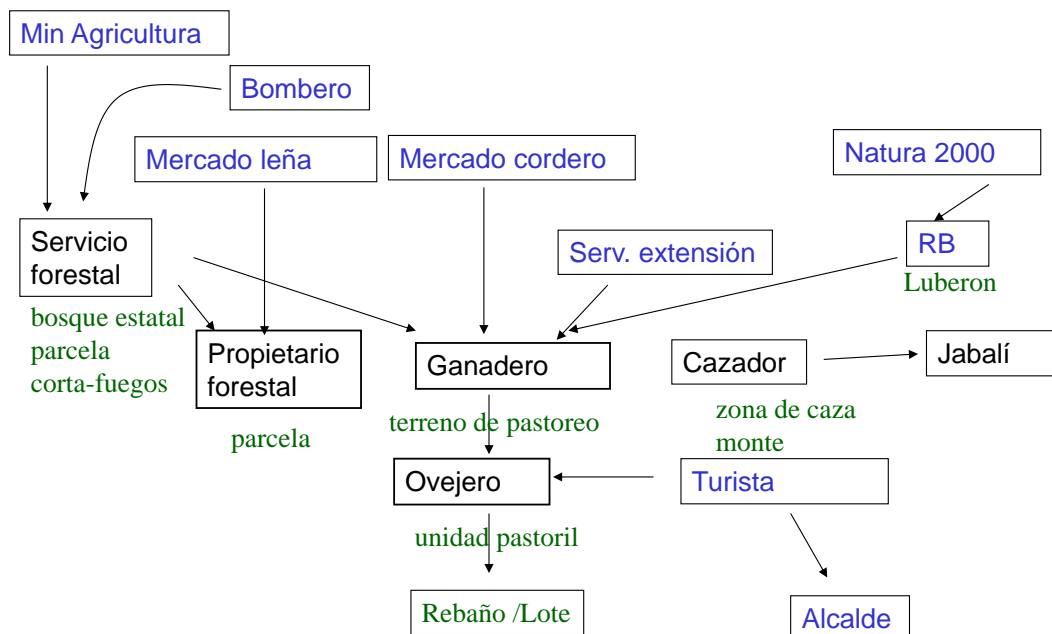 Min Agricultura
Bombero
Mercado leña
Mercado cordero
Natura 2000
Servicio
forestal
Serv. extensión
RB
Luberon
bosque estatal
parcela
corta-fuegos
Propietario
forestal
Ganadero
Cazador
Jabalí
parcela
terreno de pastoreo
zona de caza
monte
Ovejero
Turista
unidad pastoril
Rebaño /Lote
Alcalde